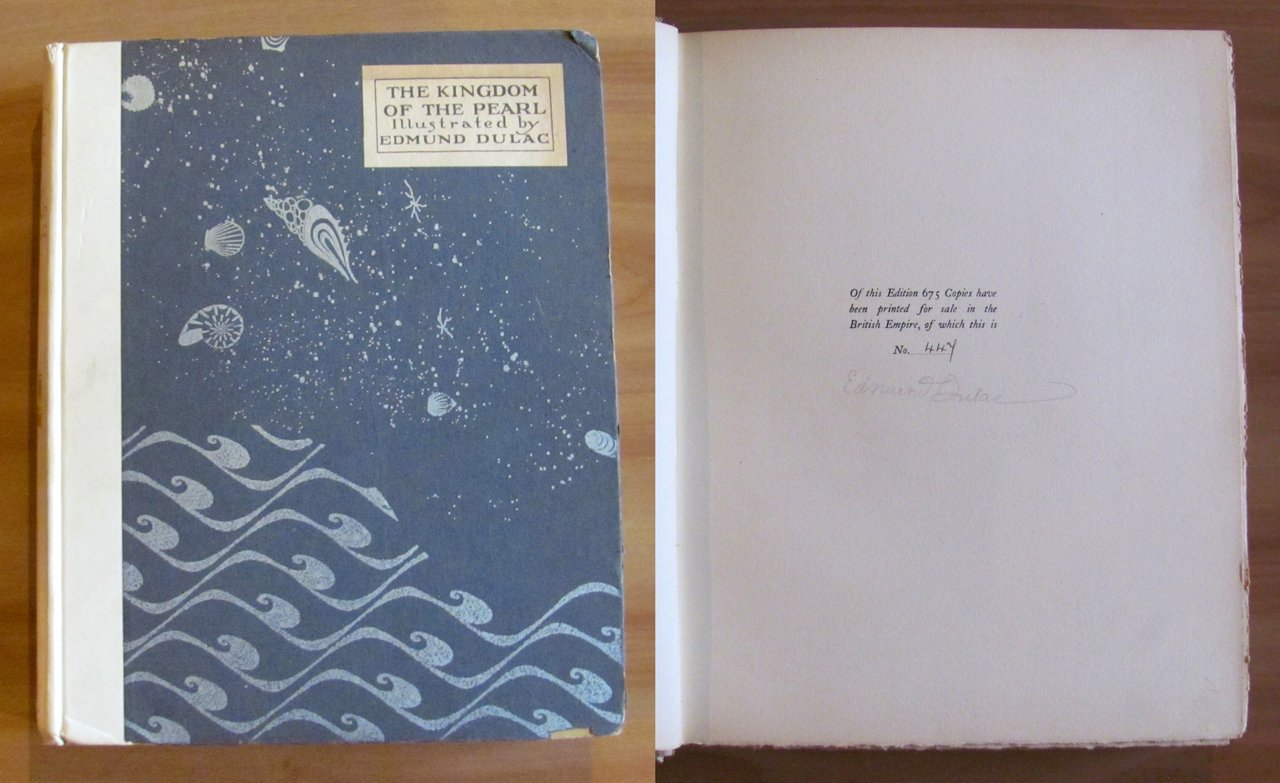 THE KINGDOM
OF THE PEARL
Illustrated by
EDMUND DULAC
Of this Edition 675 Copies have
been printed for sale in the
British Empire, of which this is
No. 447
Edmund Dulac